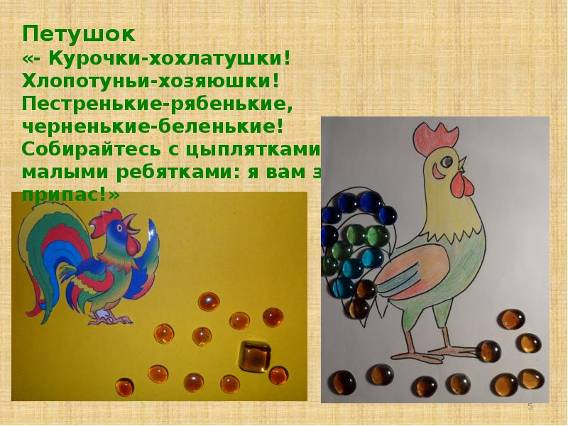 Петушок
«- Курочки-хохлатушки!
Хлопотуньи-хозяюшки!
Пестренькие-рябенькие,
черненькие-беленькие!
Собирайтесь с цыплятками,
малыми ребятками: я вам з
припас!»
5